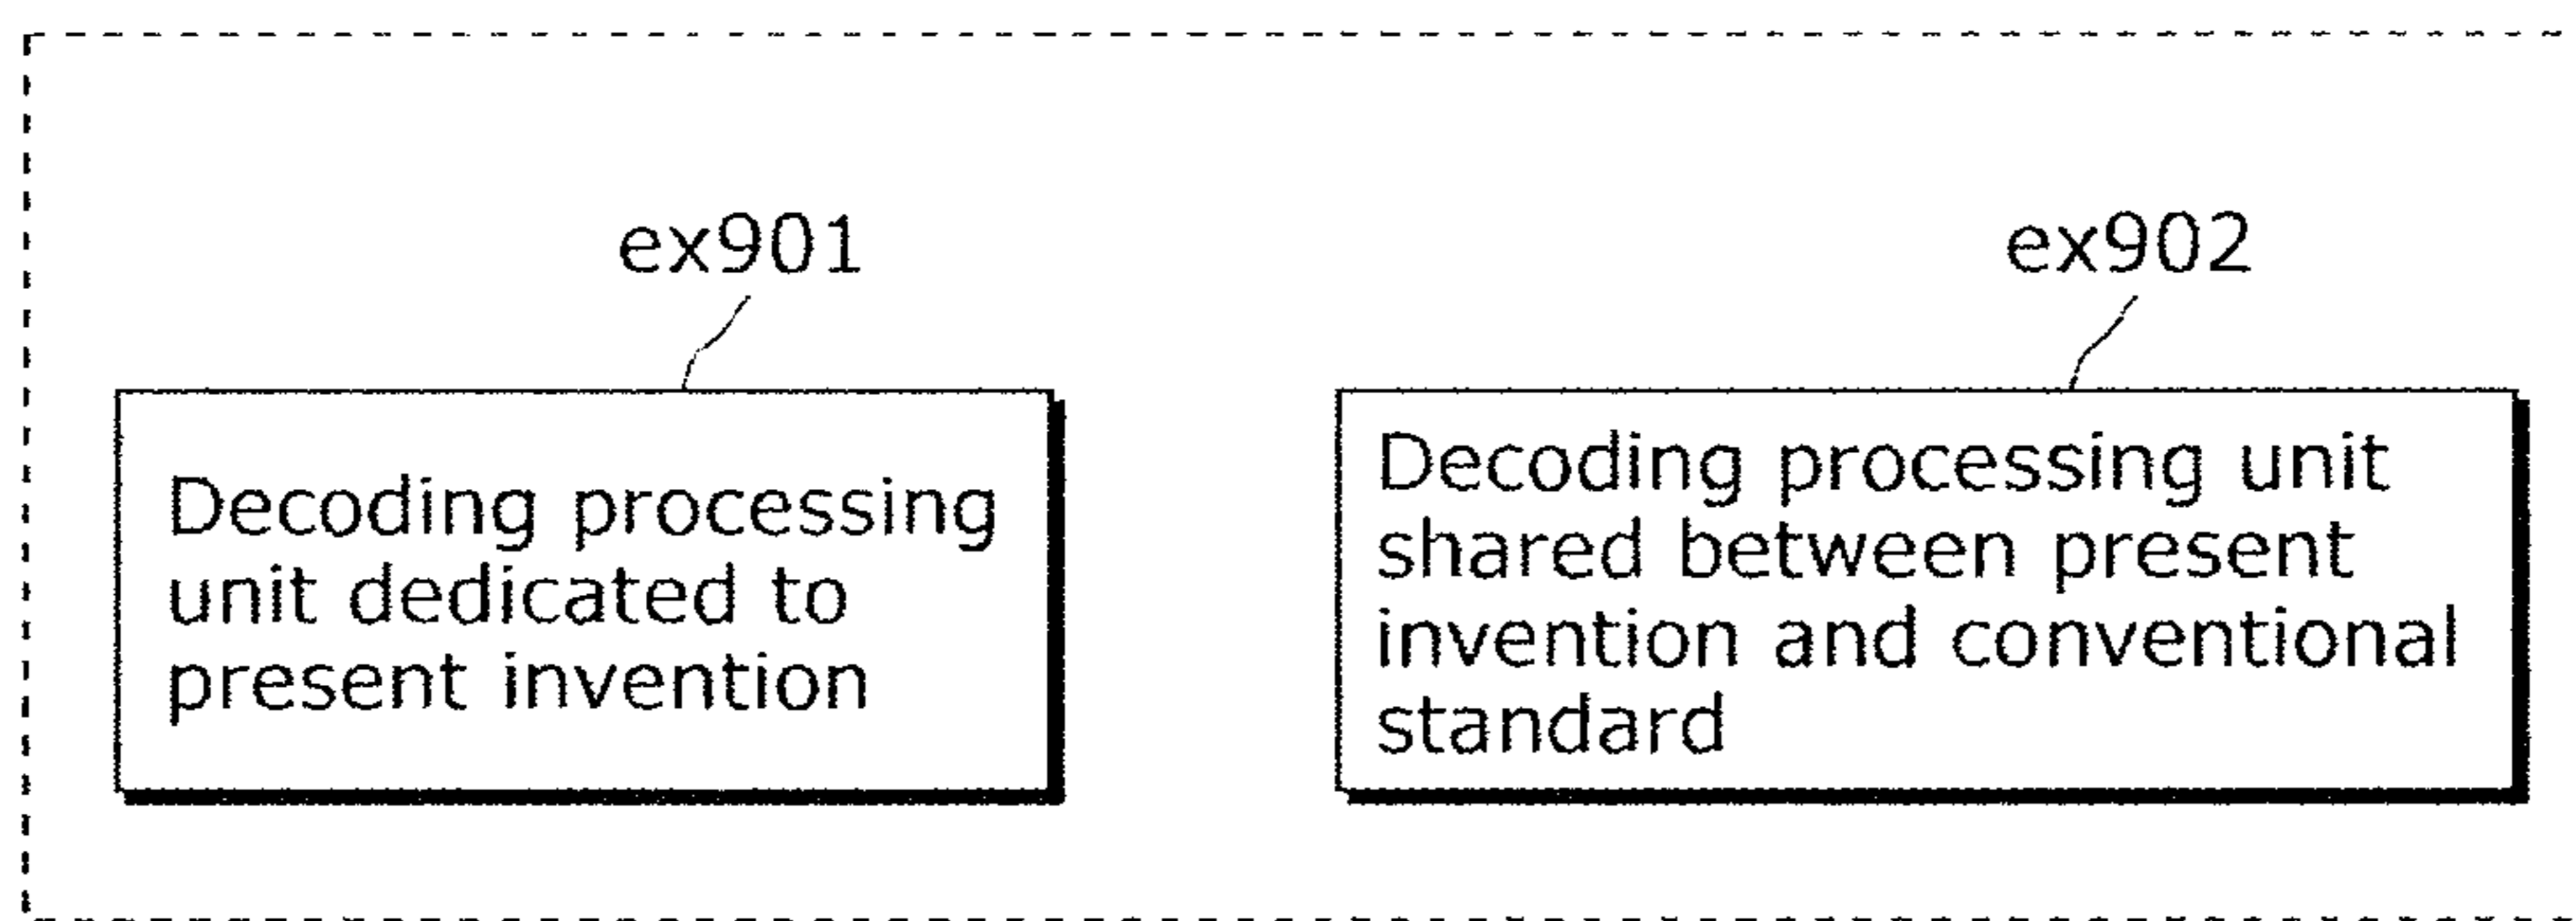 ex901
Decoding processing
unit dedicated to
present invention
ex902
Decoding processing unit
shared between present
invention and conventional
standard